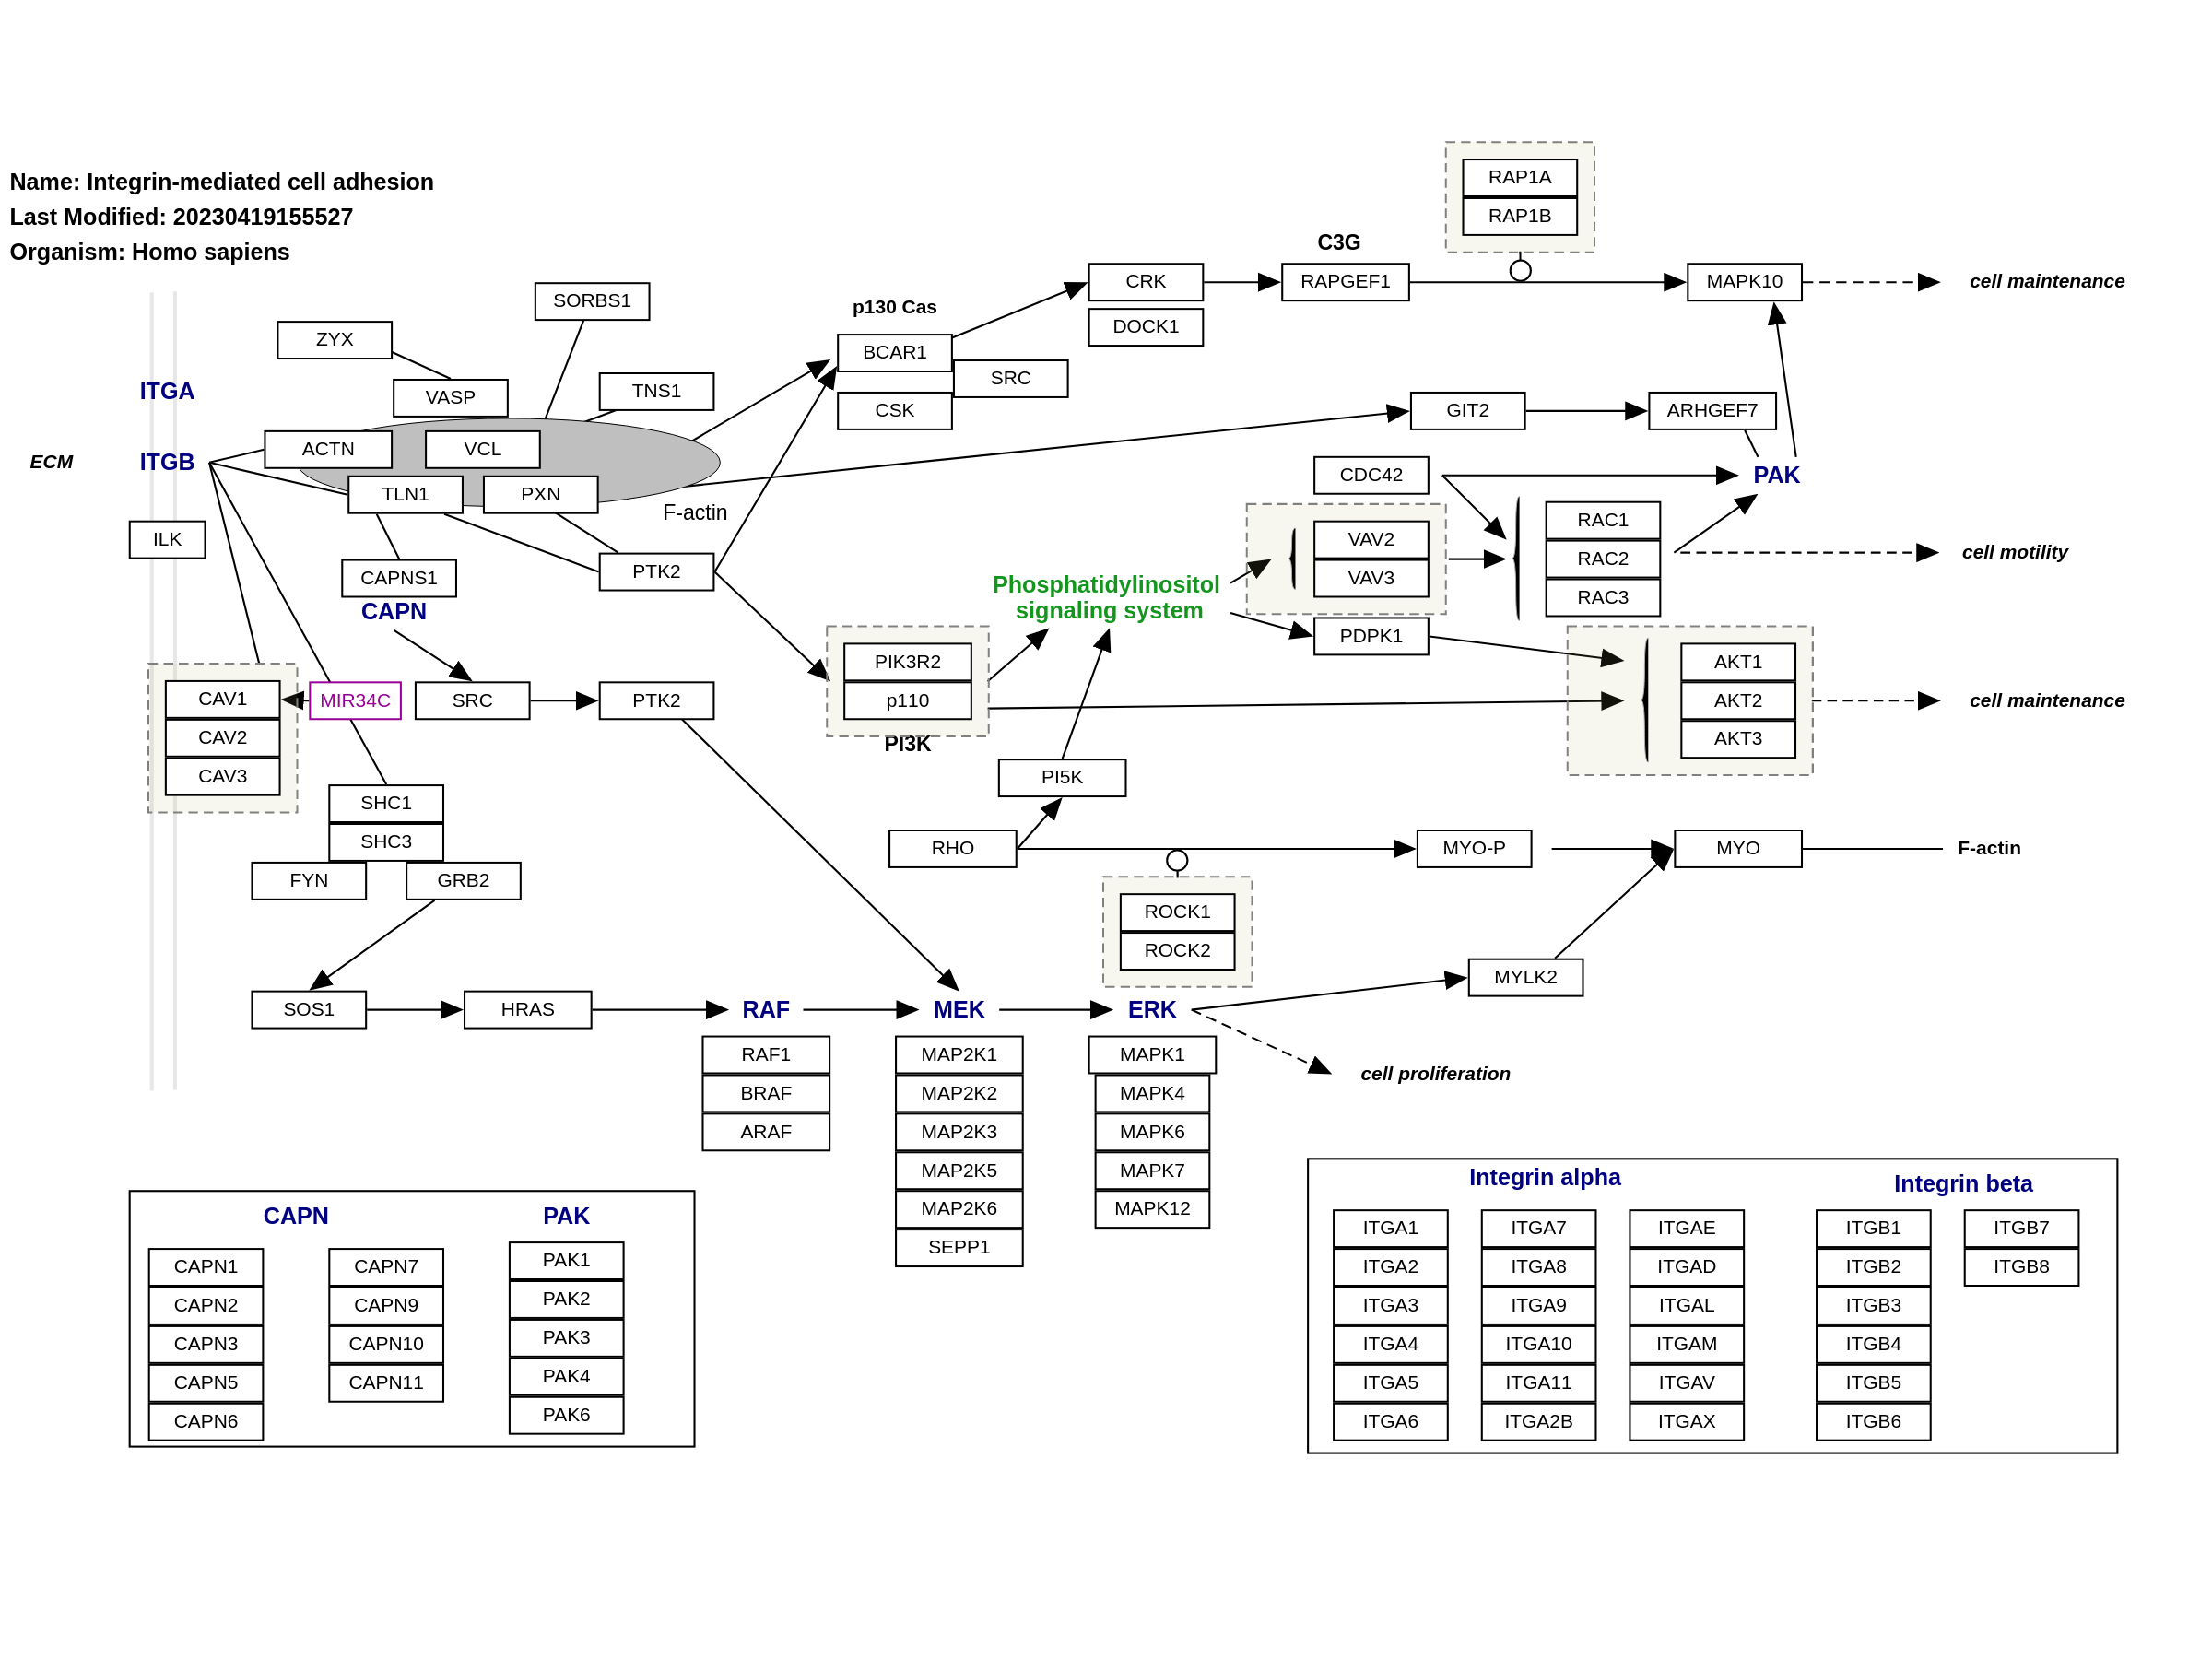 Name: Integrin-mediated cell adhesion
Last Modified: 20230419155527
Organism: Homo sapiens
RAP1A
RAP1B
C3G
CRK
RAPGEF1
MAPK10
cell maintenance
DOCK1
SORBS1
p130 Cas
ZYX
BCAR1
SRC
CSK
TNS1
VASP
ITGA
GIT2
ARHGEF7
ACTN
VCL
ECM
ITGB
TLN1
PXN
F-actin
CDC42
PAK
ILK
CAPNS1
CAPN
PTK2
Phosphatidylinositol
signaling system
VAV2
VAV3
RAC1
RAC2
RAC3
cell motility
PDPK1
PIK3R2
p110
PI3K
AKT1
AKT2
AKT3
cell maintenance
CAV1
CAV2
CAV3
MIR34C
SRC
PTK2
PI5K
SHC1
SHC3
FYN
GRB2
RHO
MYO-P
MYO
F-actin
ROCK1
ROCK2
MYLK2
SOS1
HRAS
RAF
MEK
ERK
cell proliferation
RAF1
BRAF
ARAF
MAP2K1
MAP2K2
MAP2K3
MAP2K5
MAP2K6
SEPP1
MAPK1
MAPK4
MAPK6
MAPK7
MAPK12
CAPN
PAK
CAPN1
CAPN2
CAPN3
CAPN5
CAPN6
CAPN7
CAPN9
CAPN10
CAPN11
PAK1
PAK2
PAK3
PAK4
PAK6
Integrin alpha
Integrin beta
ITGA1
ITGA2
ITGA3
ITGA4
ITGA5
ITGA6
ITGA7
ITGA8
ITGA9
ITGA10
ITGA11
ITGA2B
ITGAE
ITGAD
ITGAL
ITGAM
ITGAV
ITGAX
ITGB1
ITGB2
ITGB3
ITGB4
ITGB5
ITGB6
ITGB7
ITGB8